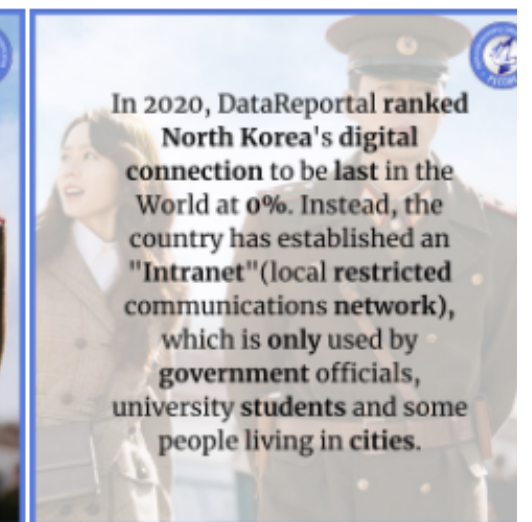 In 2020, DataReportal ranked
North Korea's digital
connection to be last in the
World at 0%. Instead, the
country has established an
"Intranet"(local restricted
communications network),
which is only used by
government officials,
university students and some
people living in cities.